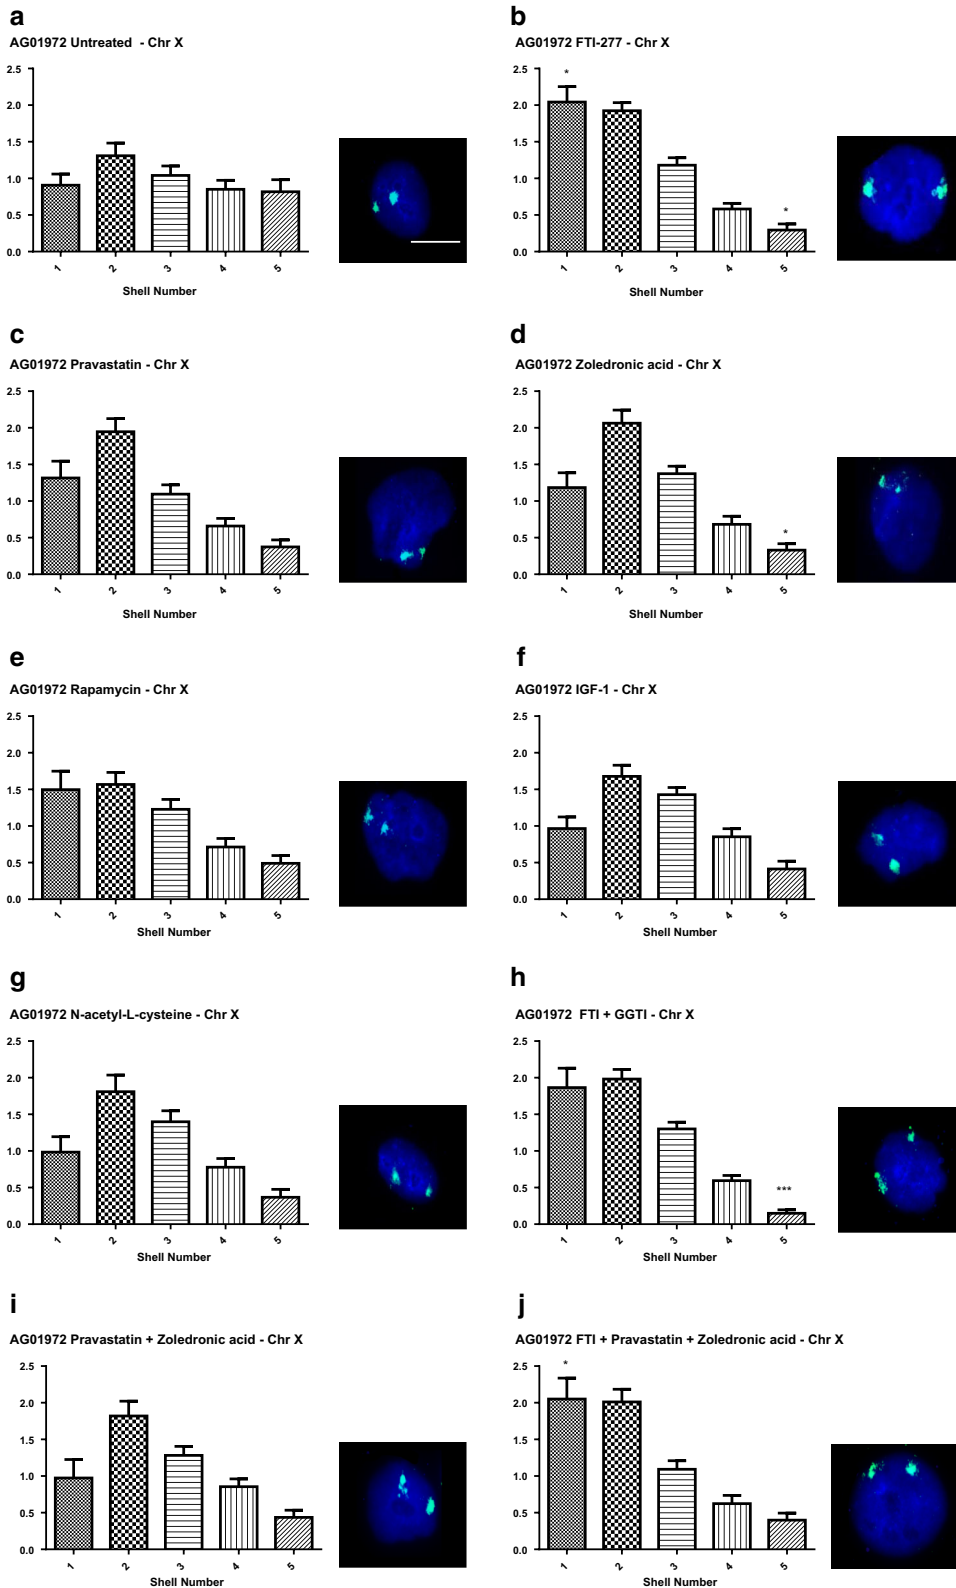 a
AG01972 Untreated - Chr X
2.5
2.0
1.5
1.0
0.5
0.0
1 2 3 4 5
Shell Number
b
AG01972 FTI-277 - Chr X
2.5
2.0
1.5
1.0
0.5
0.0
*
*
1 2 3 4 5
Shell Number
c
AG01972 Pravastatin - Chr X
2.5
2.0
1.5
1.0
0.5
0.0
1 2 3 4 5
Shell Number
d
AG01972 Zoledronic acid - Chr X
2.5
2.0
1.5
1.0
0.5
0.0
*
1 2 3 4 5
Shell Number
e
AG01972 Rapamycin - Chr X
2.5
2.0
1.5
1.0
0.5
0.0
1 2 3 4 5
Shell Number
f
AG01972 IGF-1 - Chr X
2.5
2.0
1.5
1.0
0.5
0.0
1 2 3 4 5
Shell Number
g
AG01972 N-acetyl-L-cysteine - Chr X
2.5
2.0
1.5
1.0
0.5
0.0
1 2 3 4 5
Shell Number
h
AG01972 FTI + GGTI - Chr X
2.5
2.0
1.5
1.0
0.5
0.0
***
1 2 3 4 5
Shell Number
i
AG01972 Pravastatin + Zoledronic acid - Chr X
2.5
2.0
1.5
1.0
0.5
0.0
1 2 3 4 5
Shell Number
j
AG01972 FTI + Pravastatin + Zoledronic acid - Chr X
2.5
2.0
1.5
1.0
0.5
0.0
*
1 2 3 4 5
Shell Number